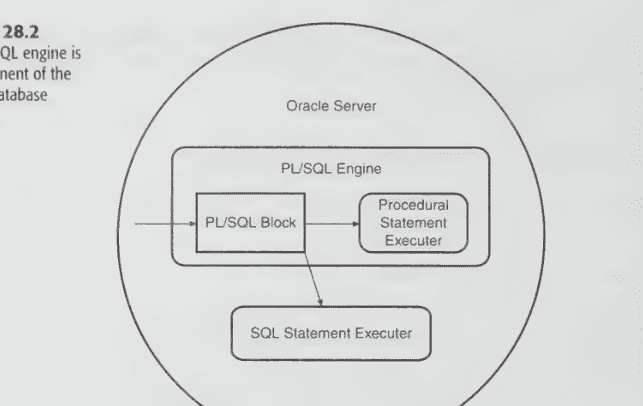 28.2
SQL engine is
nent of the
atabase
Oracle Server
PL/SQL Engine
PL/SQL Block
Procedural
Statement
Executer
SQL Statement Executer